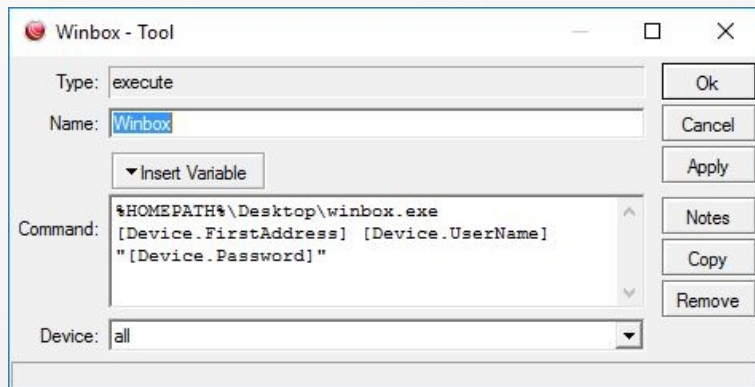 Winbox - Tool
Type: execute
Ok
Name: Winbox
Cancel
Insert Variable
Apply
Command: %HOMEPATH%\Desktop\winbox.exe
[Device.FirstAddress] [Device.UserName]
"[Device.Password]"
Notes
Copy
Remove
Device: all